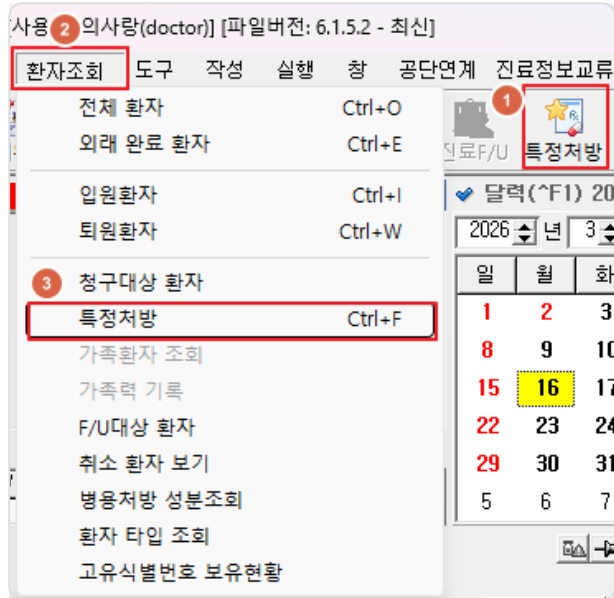 사용 2 의사랑(doctor)] [파일버전: 6.1.5.2 - 최신]
환자조회 도구 작성 실행 창 공단연계 진료정보교류
전체 환자 Ctrl+O
외래 완료 환자 Ctrl+E
입원환자 Ctrl+I
퇴원환자 Ctrl+W
3 청구대상 환자
특정처방 Ctrl+F
가족환자 조회
가족력 기록
F/U대상 환자
취소 환자 보기
병용처방 성분조회
환자 타입 조회
고유식별번호 보유현황
1
진료F/U 특정처방
달력(^F1) 20
2026 년 3
일 월 화
1 2 3
8 9 10
15 16 17
22 23 24
29 30 31
5 6 7